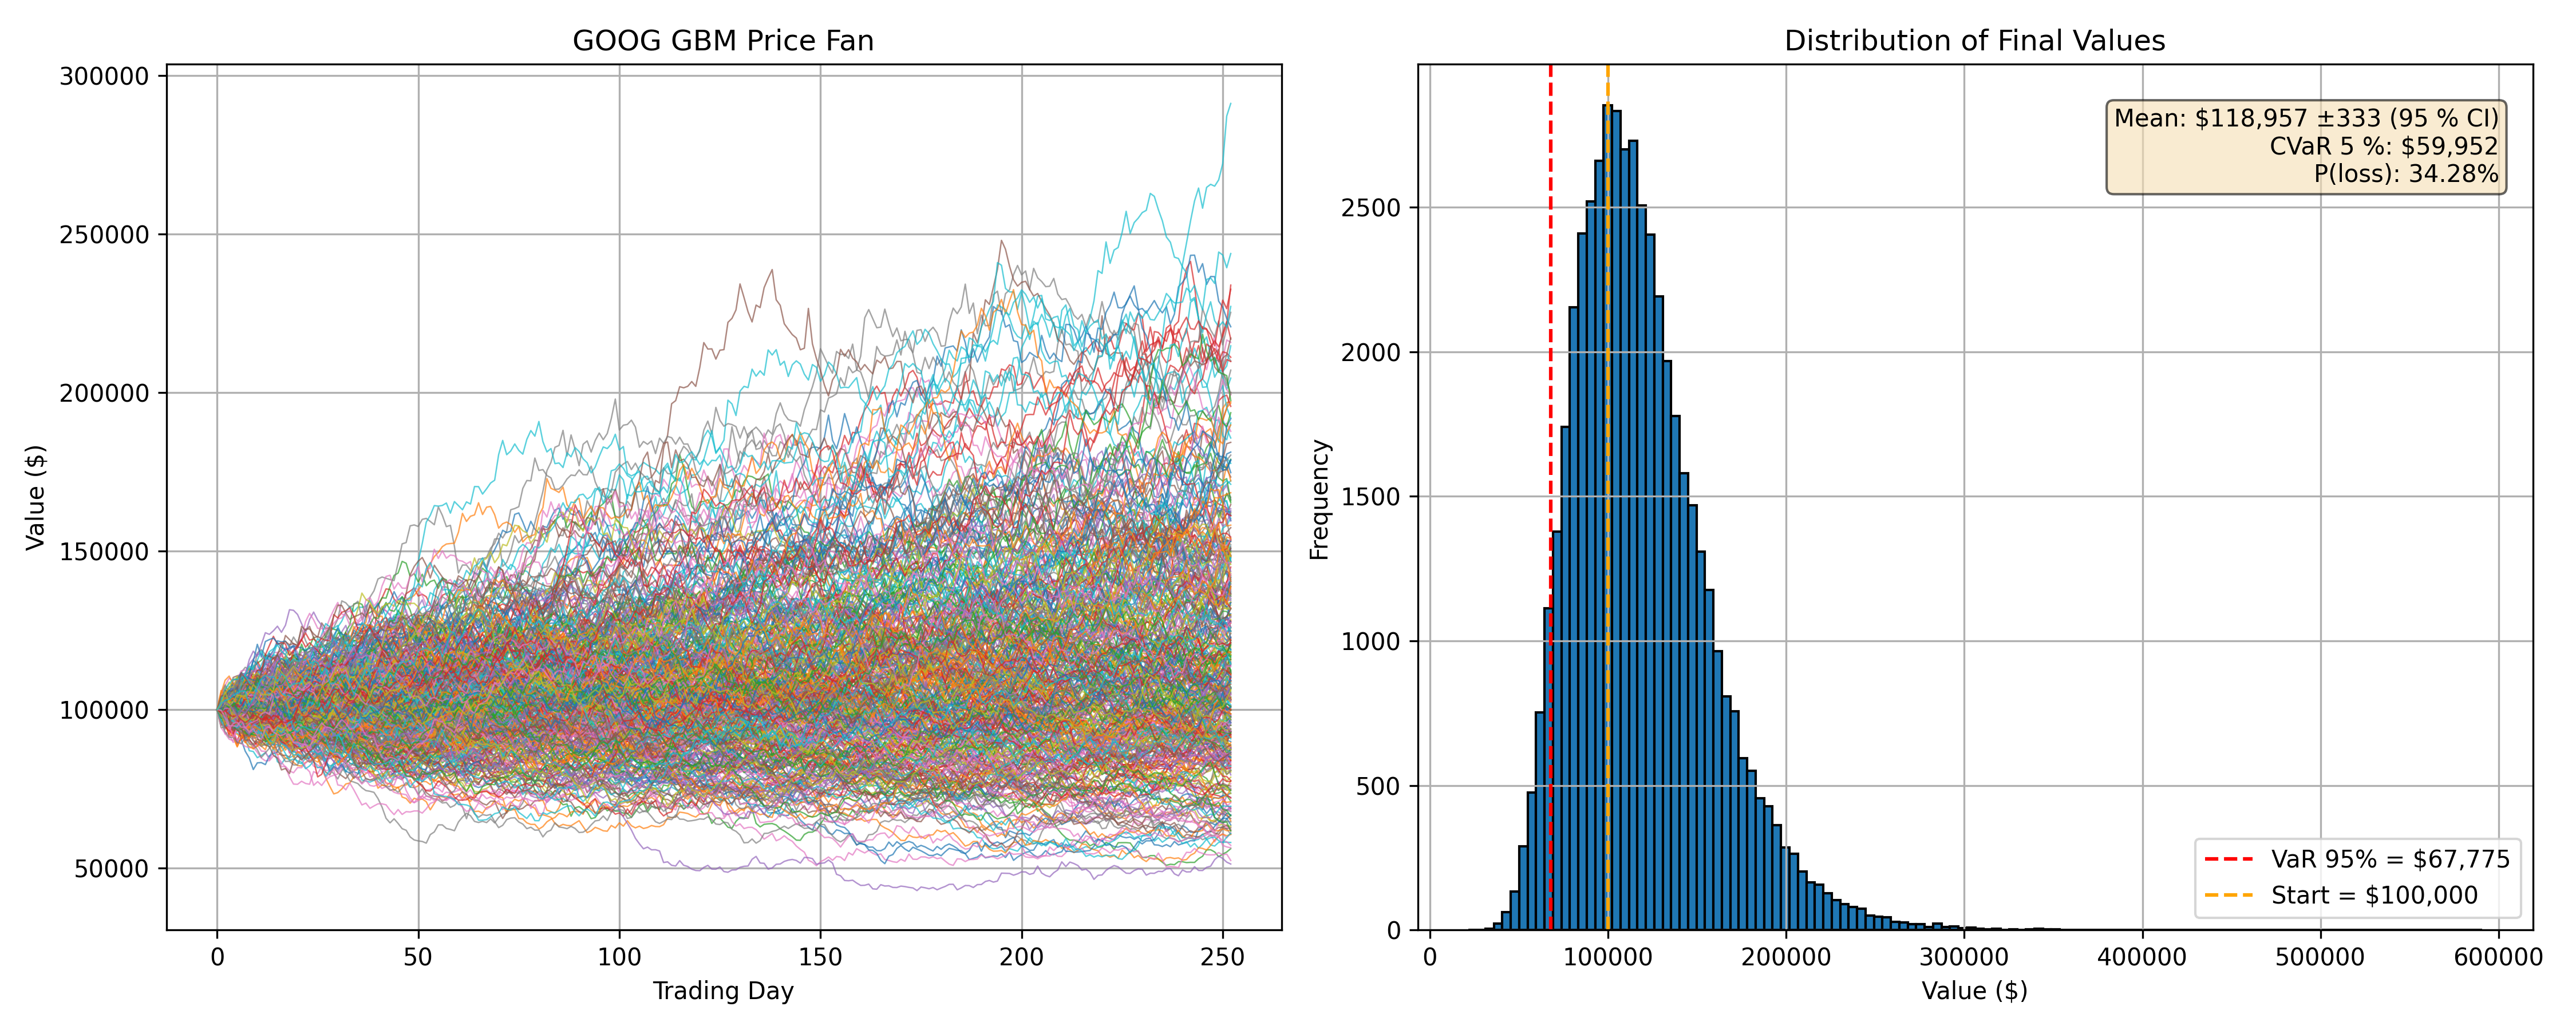 GOOG GBM Price Fan
300000
250000
200000
150000
100000
50000
Value ($)
0
50
100
150
200
250
Trading Day
Distribution of Final Values
Mean: $118,957 ±333 (95 % CI)
CVaR 5 %: $59,952
P(loss): 34.28%
2500
2000
1500
1000
500
0
Frequency
VaR 95% = $67,775
Start = $100,000
0
100000
200000
300000
400000
500000
600000
Value ($)